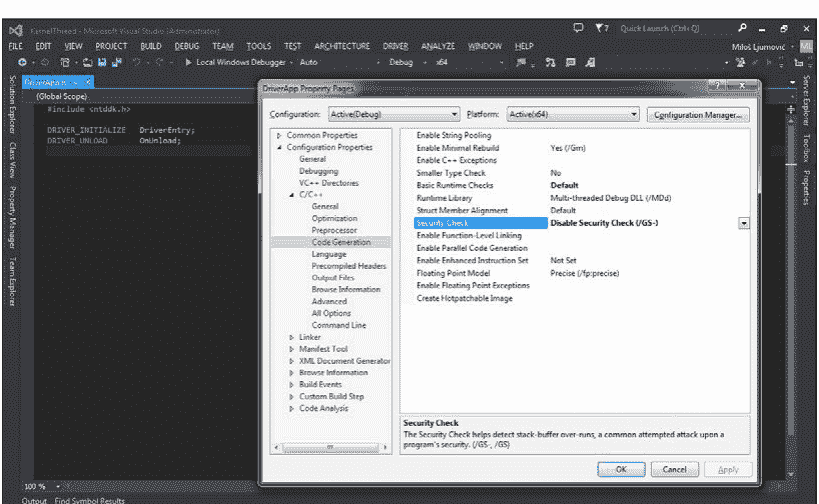 KernelThread - Microsoft Visual Studio (Administrator)
7
Quick Launch (Ctrl+Q)
FILE EDIT VIEW PROJECT BUILD DEBUG TEAM TOOLS TEST ARCHITECTURE DRIVER ANALYZE WINDOW HELP
Miloš Ljumović
ML
Local Windows Debugger
Auto
Debug
x64
Solution Explorer
Class View
Property Manager
Team Explorer
(Global Scope)
#include <ntddk.h>
DRIVER_INITIALIZE DriverEntry;
DRIVER_UNLOAD OnUnload;
DriverApp Property Pages
Configuration: Active(Debug)
Platform: Active(x64)
Configuration Manager...
Common Properties
Configuration Properties
General
Debugging
VC++ Directories
C/C++
General
Optimization
Preprocessor
Code Generation
Language
Precompiled Headers
Output Files
Browse Information
Advanced
All Options
Command Line
Linker
Manifest Tool
XML Document Generator
Browse Information
Build Events
Custom Build Step
Code Analysis
Enable String Pooling
Enable Minimal Rebuild Yes (/Gm)
Enable C++ Exceptions
Smaller Type Check No
Basic Runtime Checks Default
Runtime Library Multi-threaded Debug DLL (/MDd)
Struct Member Alignment Default
Security Check Disable Security Check (/GS-)
Enable Function-Level Linking
Enable Parallel Code Generation
Enable Enhanced Instruction Set Not Set
Floating Point Model Precise (/fp:precise)
Enable Floating Point Exceptions
Create Hotpatchable Image
Security Check
The Security Check helps detect stack-buffer over-runs, a common attempted attack upon a
program's security. (/GS-, /GS)
OK
Cancel
Apply
Server Explorer
Toolbox
Properties
100 %
Output Find Symbol Results